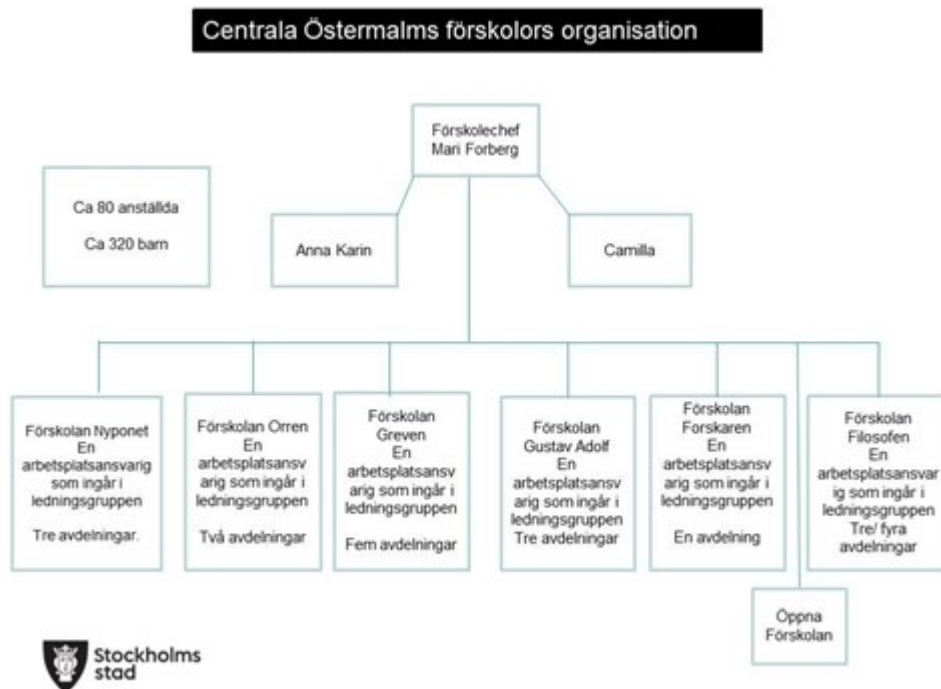 Centrala Östermalms förskolors organisation
Förskolechef
Mari Forberg
Ca 80 anställda
Ca 320 barn
Anna Karin
Camilla
Förskolan Nyponet
En
arbetsplatsansvarig
som ingår i
ledningsgruppen
Tre avdelningar.
Förskolan Orren
En
arbetsplatsansv
arig som ingår i
ledningsgruppen
Två avdelningar
Förskolan
Greven
En
arbetsplatsansv
arig som ingår i
ledningsgruppen
Fem avdelningar
Förskolan
Gustav Adolf
En
arbetsplatsansv
arig som ingår i
ledningsgruppen
Tre avdelningar
Förskolan
Forskaren
En
arbetsplatsansv
arig som ingår i
ledningsgruppen
En avdelning
Förskolan
Filosofen
En
arbetsplatsansvar
ig som ingår i
ledningsgruppen
Tre/ fyra
avdelningar
Öppna
Förskolan
Stockholms
stad